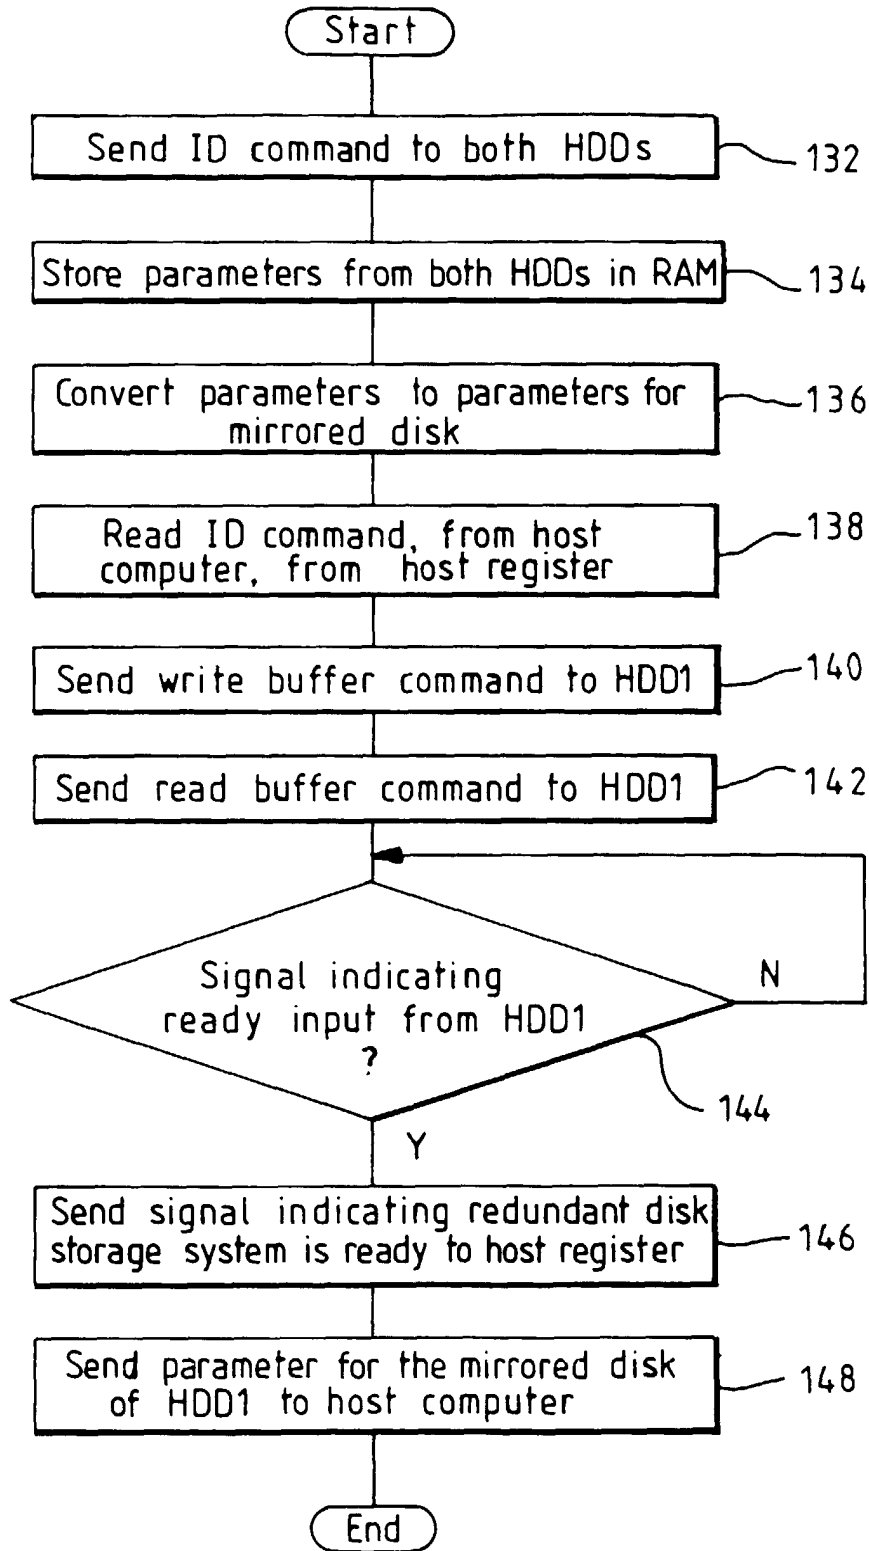 Start
Send ID command to both HDDs
132
Store parameters from both HDDs in RAM
134
Convert parameters to parameters for
mirrored disk
136
Read ID command, from host
computer, from host register
138
Send write buffer command to HDD1
140
Send read buffer command to HDD1
142
Signal indicating
ready input from HDD1
?
N
144
Y
Send signal indicating redundant disk
storage system is ready to host register
146
Send parameter for the mirrored disk
of HDD1 to host computer
148
End